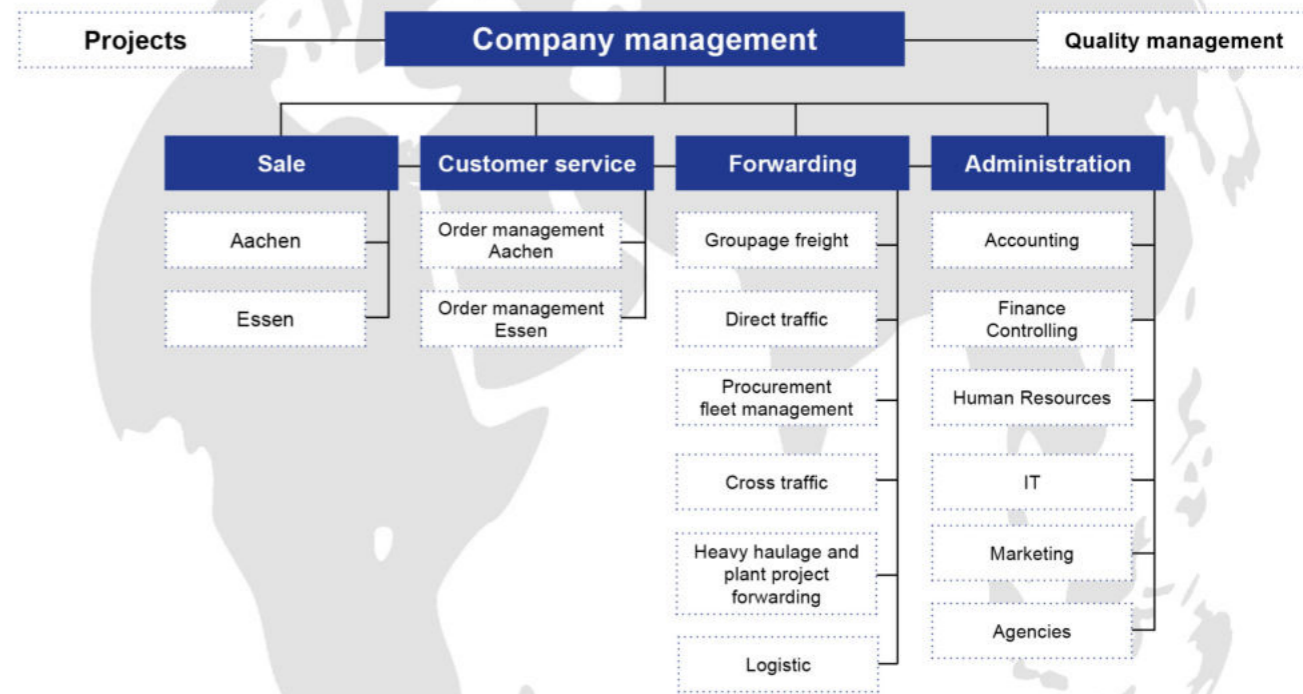 Projects
Company management
Quality management
Sale
Customer service
Forwarding
Administration
Aachen
Essen
Order management
Aachen
Order management
Essen
Groupage freight
Direct traffic
Procurement
fleet management
Cross traffic
Heavy haulage and
plant project
forwarding
Logistic
Accounting
Finance
Controlling
Human Resources
IT
Marketing
Agencies